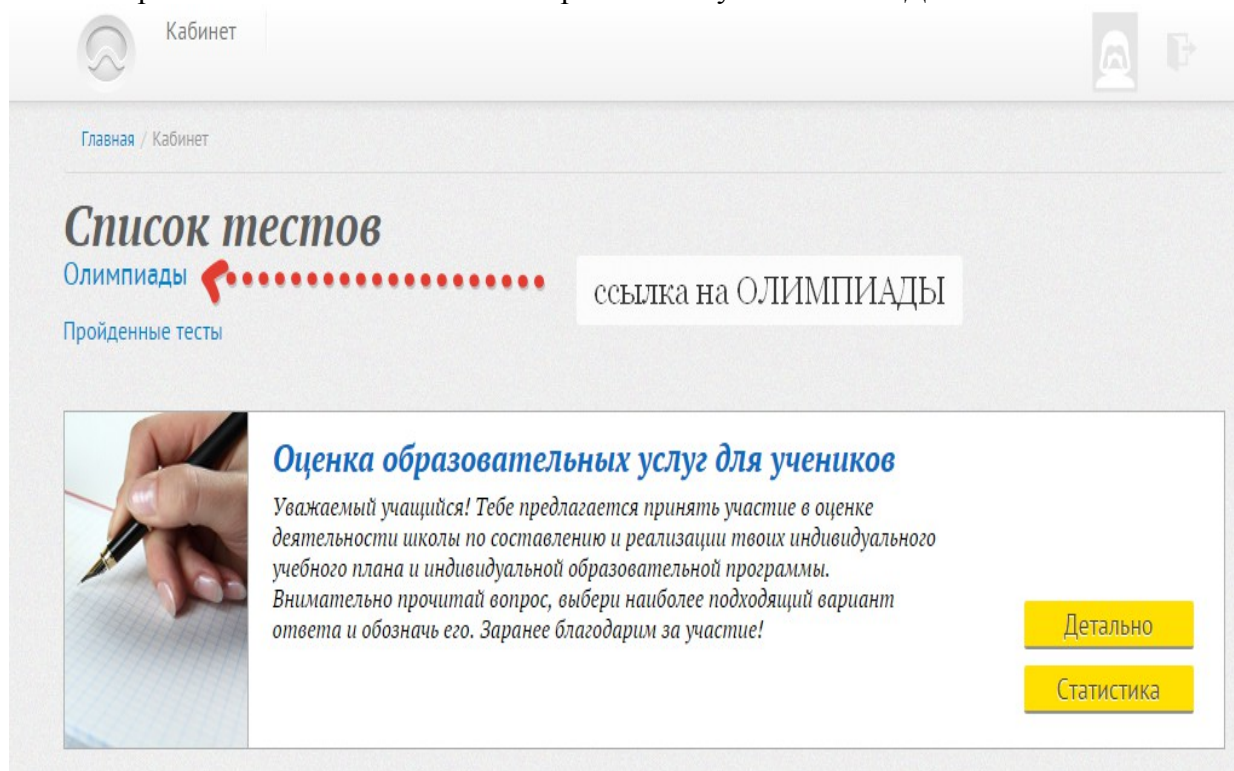 Кабинет
Главная / Кабинет
Список тестов
Олимпиады
ссылка на ОЛИМПИАДЫ
Пройденные тесты
Оценка образовательных услуг для учеников
Уважаемый учащийся! Тебе предлагается принять участие в оценке
деятельности школы по составлению и реализации твоих индивидуального
учебного плана и индивидуальной образовательной программы.
Внимательно прочитай вопрос, выбери наиболее подходящий вариант
ответа и обозначь его. Заранее благодарим за участие!
Детально
Статистика